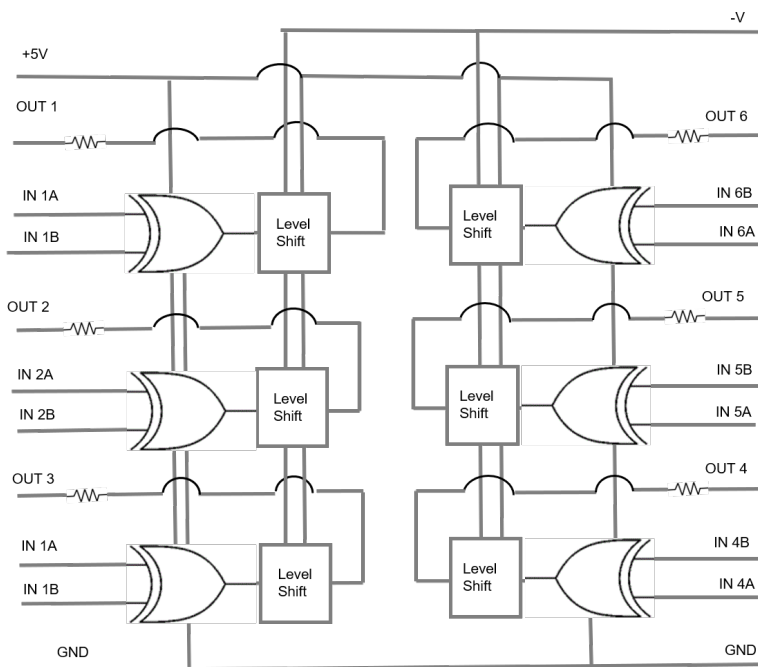 -V
+5V
OUT 1
OUT 6
IN 1A
IN 6B
Level
Shift
Level
Shift
IN 1B
IN 6A
OUT 2
OUT 5
IN 2A
IN 5B
Level
Shift
Level
Shift
IN 2B
IN 5A
OUT 3
OUT 4
IN 1A
IN 4B
Level
Shift
Level
Shift
IN 1B
IN 4A
GND
GND